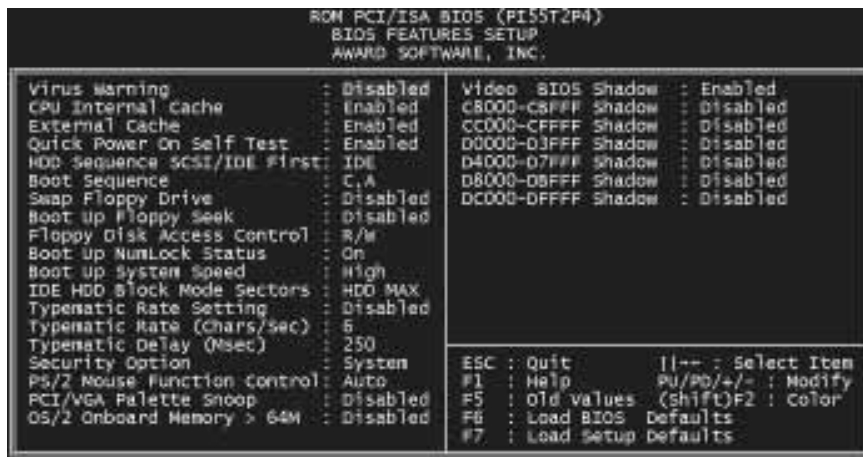 ROM PCI/ISA BIOS (PI55T2P4)
BIOS FEATURES SETUP
AWARD SOFTWARE, INC.
Virus Warning : Disabled
CPU Internal Cache : Enabled
External Cache : Enabled
Quick Power On Self Test : Enabled
HDD Sequence SCSI/IDE First: IDE
Boot Sequence : C,A
Swap Floppy Drive : Disabled
Boot Up Floppy Seek : Disabled
Floppy Disk Access Control : R/W
Boot Up NumLock Status : On
Boot Up System Speed : High
IDE HDD Block Mode Sectors : HDD MAX
Typematic Rate Setting : Disabled
Typematic Rate (Chars/Sec) : 6
Typematic Delay (Msec) : 250
Security Option : System
PS/2 Mouse Function Control: Auto
PCI/VGA Palette Snoop : Disabled
OS/2 Onboard Memory > 64M : Disabled
Video BIOS Shadow : Enabled
C8000-CBFFF Shadow : Disabled
CC000-CFFFF Shadow : Disabled
D0000-D3FFF Shadow : Disabled
D4000-D7FFF Shadow : Disabled
D8000-DBFFF Shadow : Disabled
DC000-DFFFF Shadow : Disabled
ESC : Quit : Select Item
F1 : Help PU/PD/+/- : Modify
F5 : Old Values (Shift)F2 : Color
F6 : Load BIOS Defaults
F7 : Load Setup Defaults